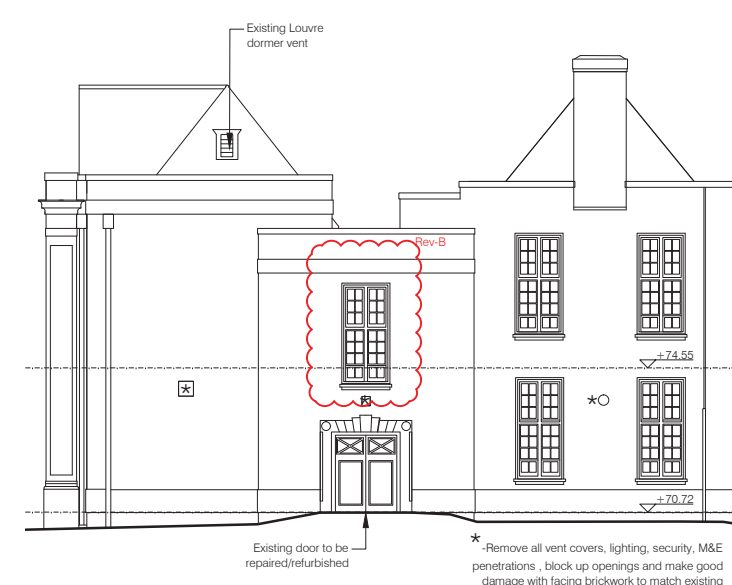 Existing Louvre
dormer vent
Rev-B
+74.55
*
*
*
+70.72
Existing door to be
repaired/refurbished
* -Remove all vent covers, lighting, security, M&E
penetrations , block up openings and make good
damage with facing brickwork to match existing